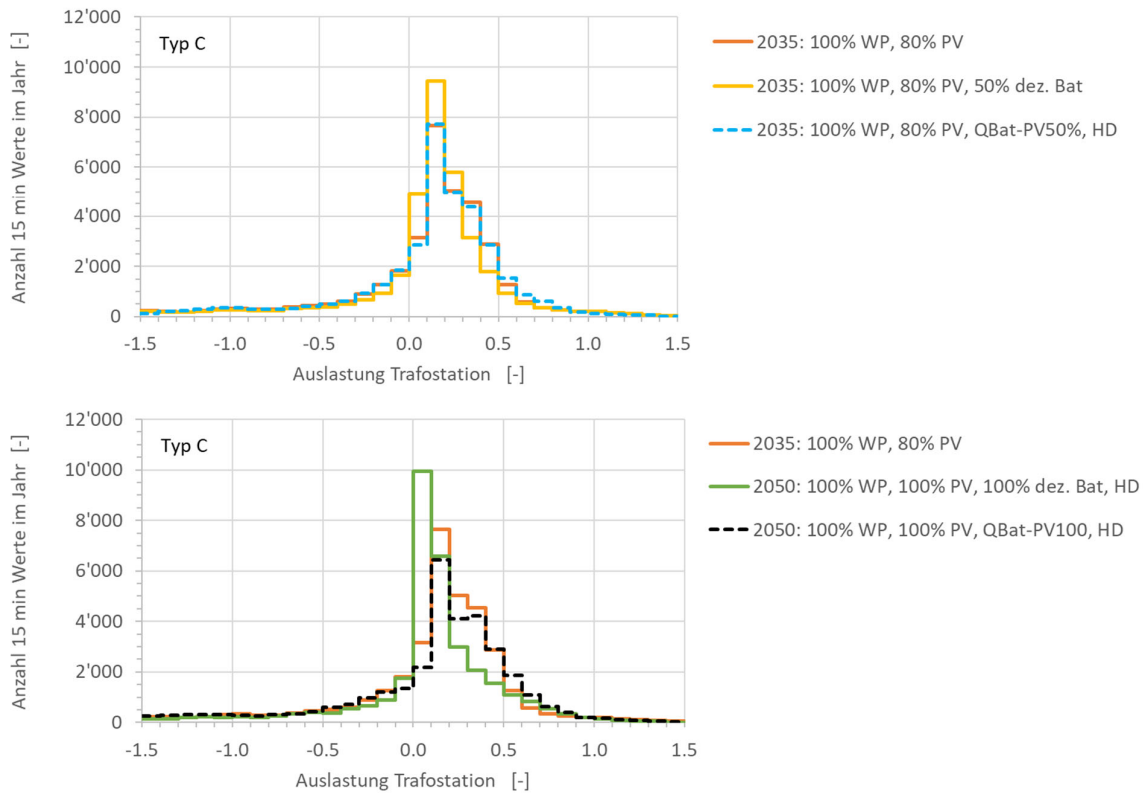 12'000
10'000
8'000
6'000
4'000
2'000
0
Anzahl 15 min Werte im Jahr [-]
Typ C
-1.5 -1.0 -0.5 0.0 0.5 1.0 1.5
Auslastung Trafostation [-]
2035: 100% WP, 80% PV
2035: 100% WP, 80% PV, 50% dez. Bat
2035: 100% WP, 80% PV, QBat-PV50%, HD
12'000
10'000
8'000
6'000
4'000
2'000
0
Anzahl 15 min Werte im Jahr [-]
Typ C
-1.5 -1.0 -0.5 0.0 0.5 1.0 1.5
Auslastung Trafostation [-]
2035: 100% WP, 80% PV
2050: 100% WP, 100% PV, 100% dez. Bat, HD
2050: 100% WP, 100% PV, QBat-PV100, HD